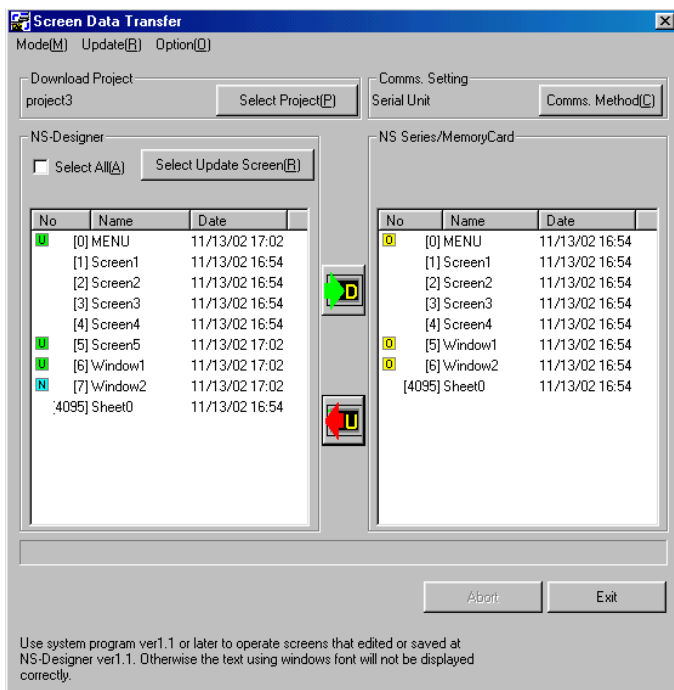 Screen Data Transfer
Mode(M) Update(R) Option(O)
Download Project
project3
Select Project(P)
Comms. Setting
Serial Unit
Comms. Method(C)
NS-Designer
Select All(A)
Select Update Screen(R)
No Name Date
U [0] MENU 11/13/02 17:02
[1] Screen1 11/13/02 16:54
[2] Screen2 11/13/02 16:54
[3] Screen3 11/13/02 16:54
[4] Screen4 11/13/02 16:54
U [5] Screen5 11/13/02 17:02
U [6] Window1 11/13/02 17:02
N [7] Window2 11/13/02 17:02
[4095] Sheet0 11/13/02 16:54
D
U
NS Series/MemoryCard
No Name Date
O [0] MENU 11/13/02 16:54
[1] Screen1 11/13/02 16:54
[2] Screen2 11/13/02 16:54
[3] Screen3 11/13/02 16:54
[4] Screen4 11/13/02 16:54
O [5] Window1 11/13/02 16:54
O [6] Window2 11/13/02 16:54
[4095] Sheet0 11/13/02 16:54
Abort
Exit
Use system program ver1.1 or later to operate screens that edited or saved at
NS-Designer ver1.1. Otherwise the text using windows font will not be displayed
correctly.